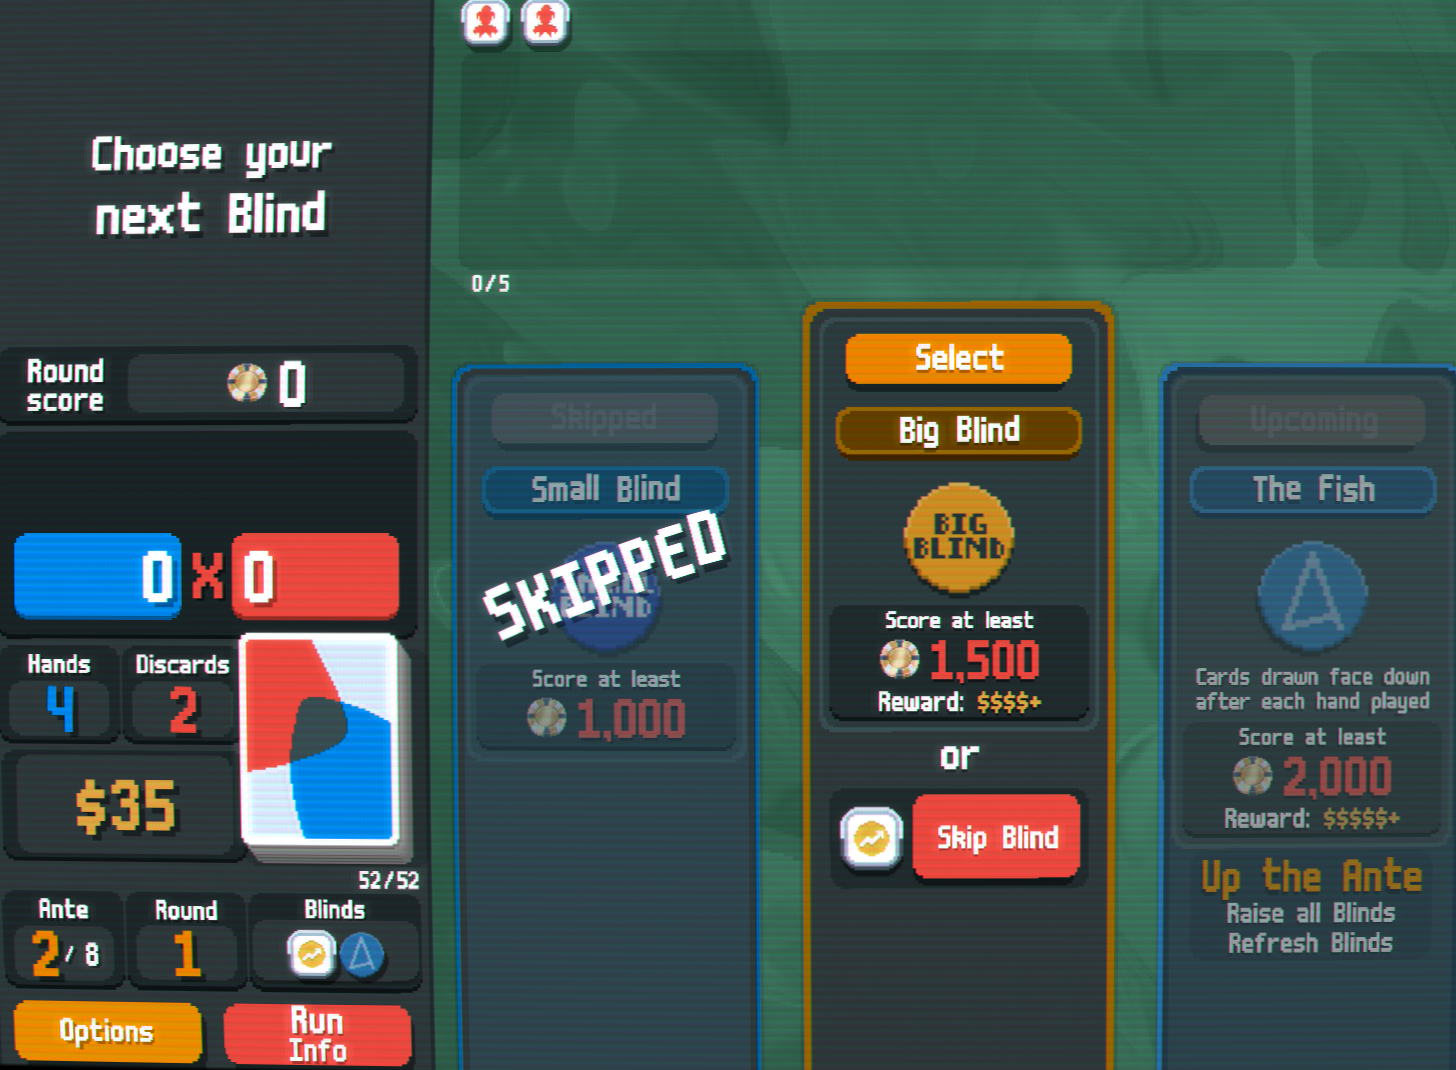 Choose your
next Blind
Round
score
0
0 X 0
Hands
4
Discards
2
$35
52/52
Ante
2/ 8
Round
1
Blinds
Options
Run
Info
0/5
Skipped
Small Blind
SKIPPED
Score at least
1,000
Select
Big Blind
BIG
BLIND
Score at least
1,500
Reward: $$$$+
or
Skip Blind
Upcoming
The Fish
Cards drawn face down
after each hand played
Score at least
2,000
Reward: $$$$$+
Up the Ante
Raise all Blinds
Refresh Blinds